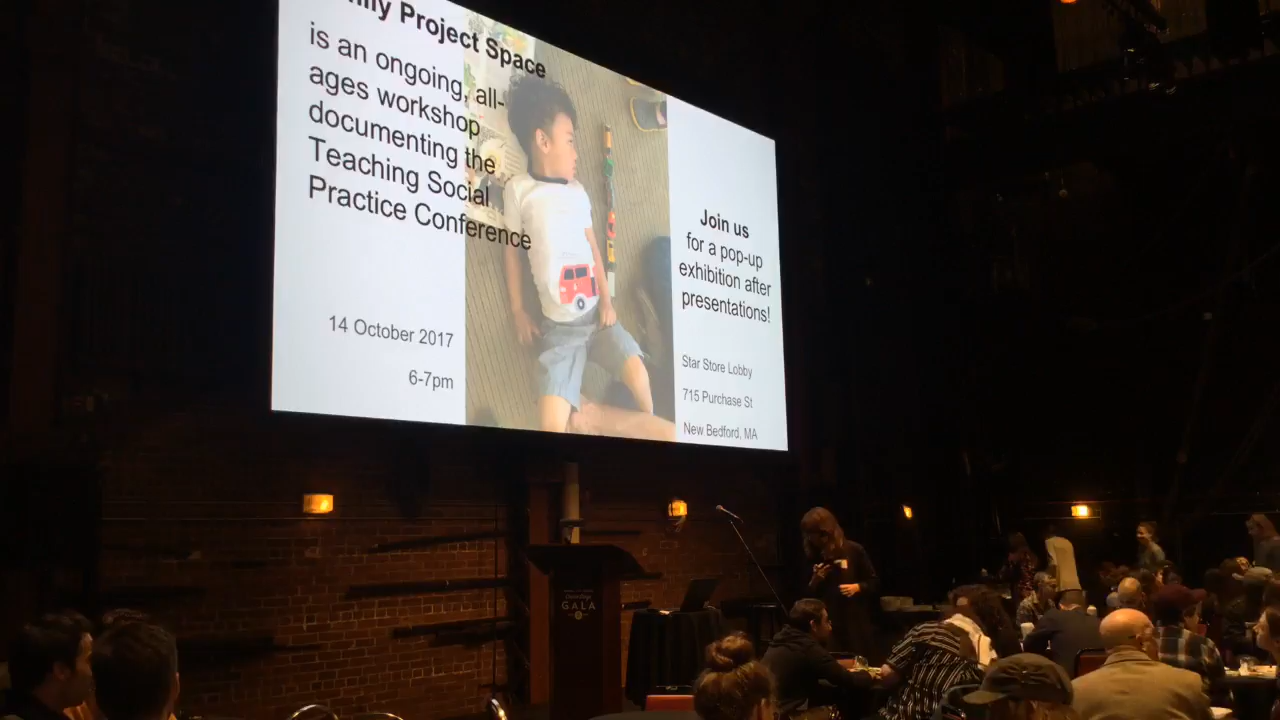 Project Space
is an ongoing, all-
ages workshop
documenting the
Teaching Social
Practice Conference
14 October 2017
6-7pm
Join us
for a pop-up
exhibition after
presentations!
Star Store Lobby
715 Purchase St
New Bedford, MA
GALA